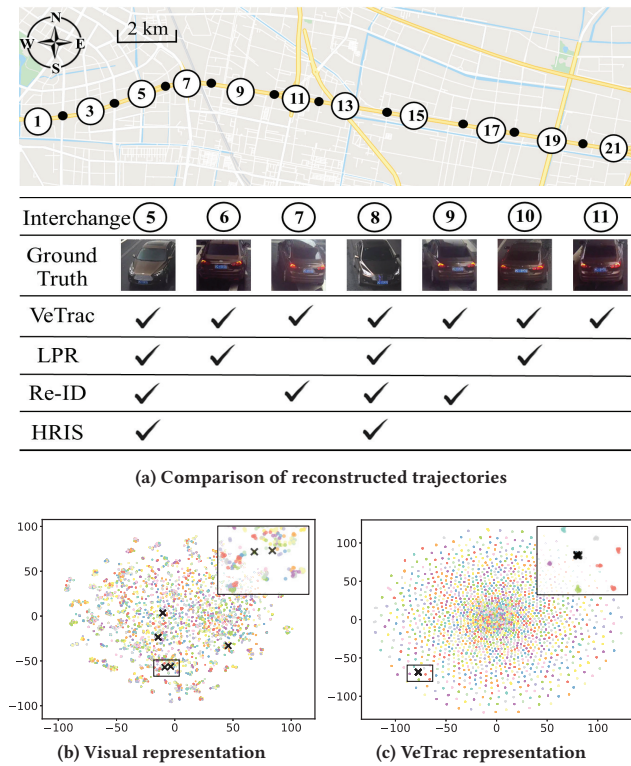 N
W E
S
2 km
1 3 5 7 9 11 13 15 17 19 21
Interchange 5 6 7 8 9 10 11
Ground
Truth
VeTrac
LPR
Re-ID
HRIS
(a) Comparison of reconstructed trajectories
100
50
0
−50
−100
−100 −50 0 50 100
(b) Visual representation
100
50
0
−50
−100
−100 −50 0 50 100
(c) VeTrac representation